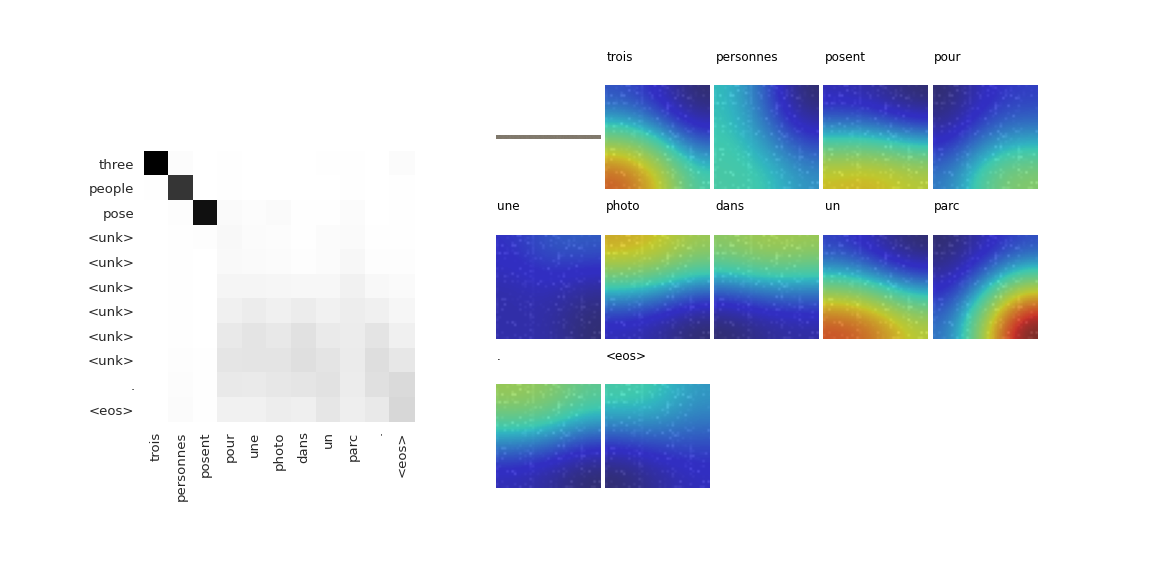 three
people
pose
<unk>
<unk>
<unk>
<unk>
<unk>
<unk>
.
<eos>
trois personnes posent pour une photo dans un parc . <eos>
trois personnes posent pour
une photo dans un parc
. <eos>